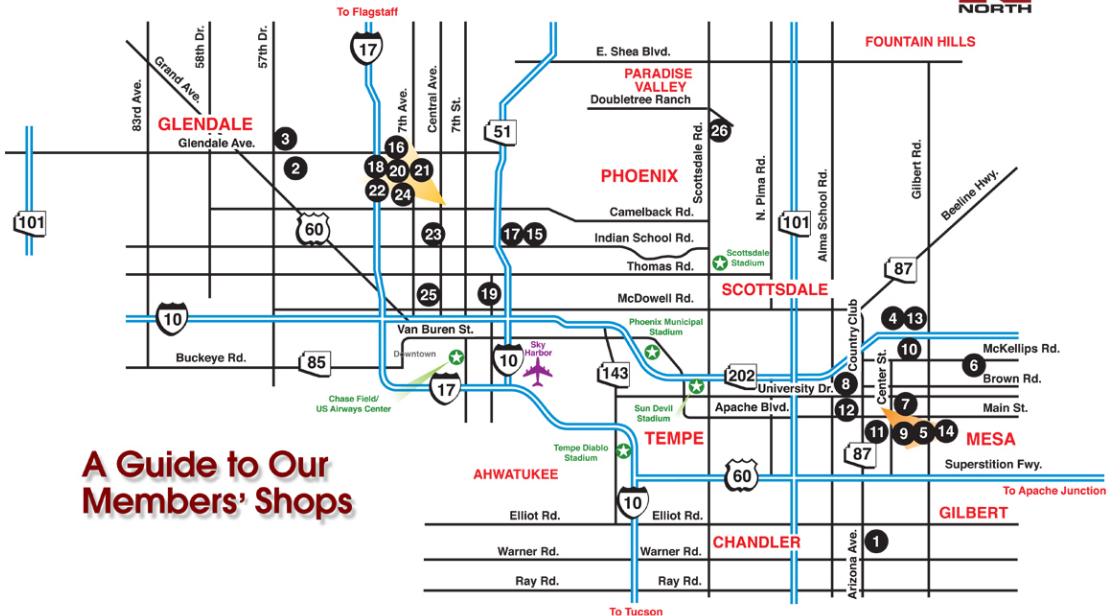 NORTH
To Flagstaff
83rd Ave.
Grand Ave.
58th Dr.
57th Dr.
17
7th Ave.
Central Ave.
7th St.
51
E. Shea Blvd.
FOUNTAIN HILLS
PARADISE
VALLEY
Doubletree Ranch
Scottsdale Rd.
26
N. Pima Rd.
101
Alma School Rd.
Gilbert Rd.
Beeline Hwy.
GLENDALE
Glendale Ave.
3
2
16
18
20
21
22
24
PHOENIX
101
60
Camelback Rd.
23
17
15
Indian School Rd.
Thomas Rd.
Scottsdale
Stadium
87
25
19
McDowell Rd.
SCOTTSDALE
10
Van Buren St.
Phoenix Municipal
Stadium
Country Club
4
13
Center St.
10
McKellips Rd.
Buckeye Rd.
85
Downtown
10
Sky
Harbor
143
202
6
17
University Dr.
8
Brown Rd.
Chase Field/
US Airways Center
Sun Devil
Stadium
Apache Blvd.
12
7
Main St.
TEMPE
11
9
5
14
MESA
Tempe Diablo
Stadium
87
Superstition Fwy.
A Guide to Our
Members' Shops
AHWATUKEE
60
To Apache Junction
10
Elliot Rd.
Elliot Rd.
GILBERT
CHANDLER
1
Warner Rd.
Warner Rd.
Arizona Ave.
Ray Rd.
Ray Rd.
To Tucson